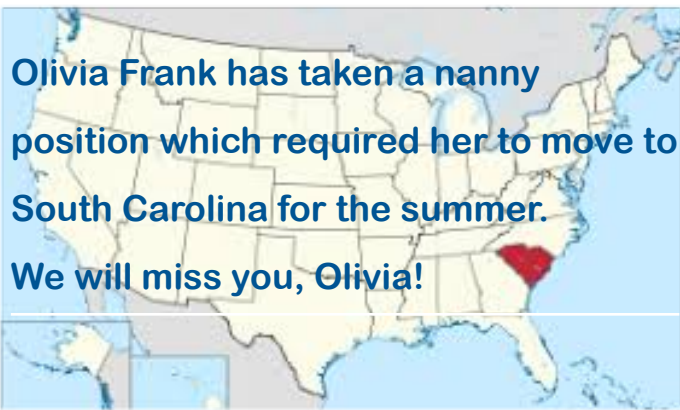 Olivia Frank has taken a nanny
position which required her to move to
South Carolina for the summer.
We will miss you, Olivia!